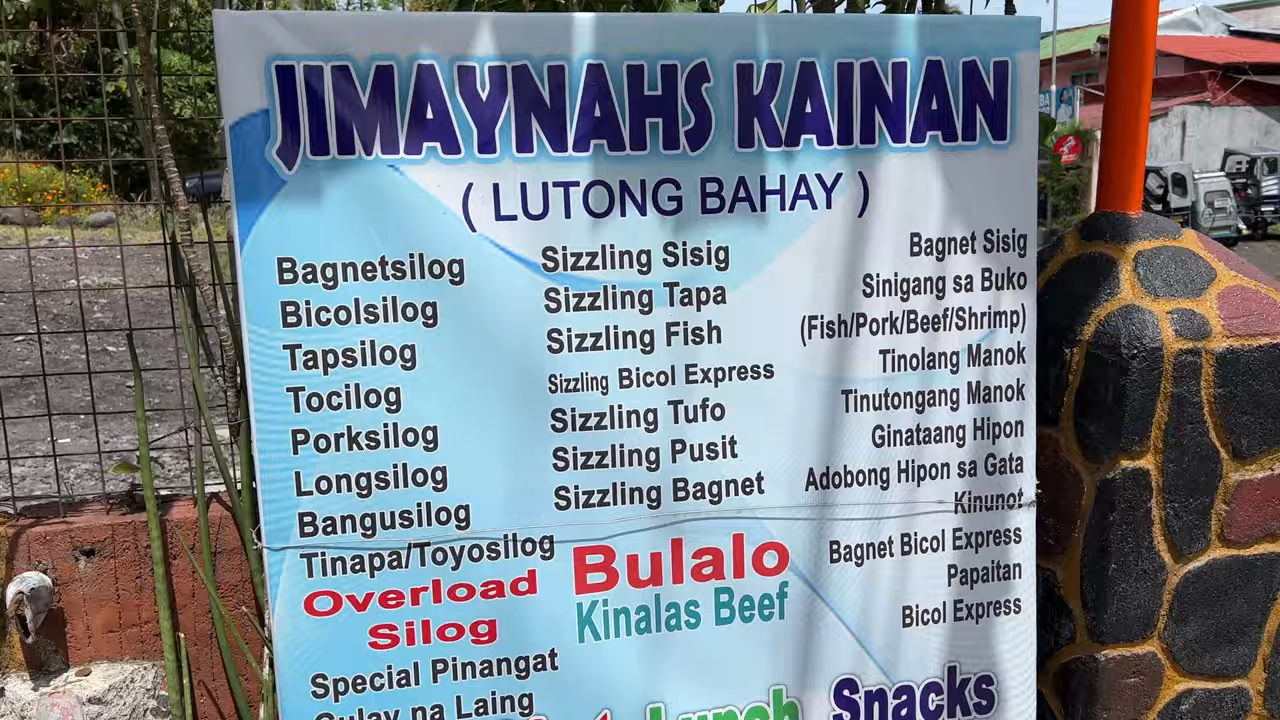 JIMAYNAHS KAINAN
( LUTONG BAHAY )
Bagnetsilog
Bicolsilog
Tapsilog
Tocilog
Porksilog
Longsilog
Bangusilog
Tinapa/Toyosilog
Overload
Silog
Special Pinangat
Gulay na Laing
Sizzling Sisig
Sizzling Tapa
Sizzling Fish
Sizzling Bicol Express
Sizzling Tufo
Sizzling Pusit
Sizzling Bagnet
Bulalo
Kinalas Beef
Bagnet Sisig
Sinigang sa Buko
(Fish/Pork/Beef/Shrimp)
Tinolang Manok
Tinutongang Manok
Ginataang Hipon
Adobong Hipon sa Gata
Kinunot
Bagnet Bicol Express
Papaitan
Bicol Express
Lunch
Snacks